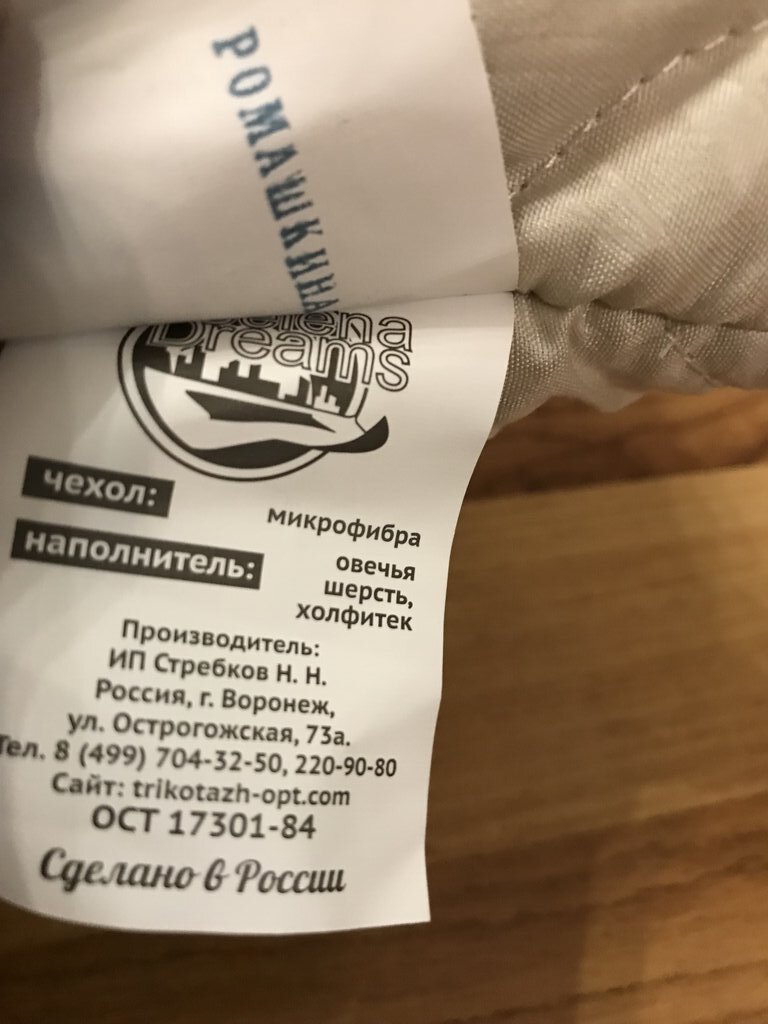 РОМАШКИНА
Dreams
чехол:
микрофибра
наполнитель:
овечья
шерсть,
холфитек
Производитель:
ИП Стребков Н. Н.
Россия, г. Воронеж,
ул. Острогожская, 73а.
Тел. 8 (499) 704-32-50, 220-90-80
Сайт: trikotazh-opt.com
ОСТ 17301-84
Сделано в России